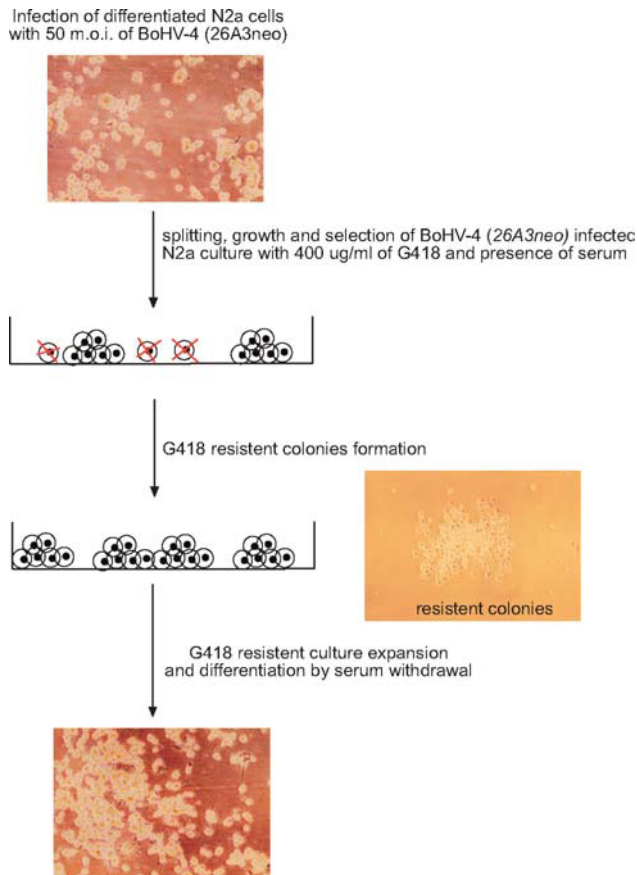 Infection of differentiated N2a cells
with 50 m.o.i. of BoHV-4 (26A3neo)
splitting, growth and selection of BoHV-4 (26A3neo) infected
N2a culture with 400 ug/ml of G418 and presence of serum
G418 resistent colonies formation
resistent colonies
G418 resistent culture expansion
and differentiation by serum withdrawal